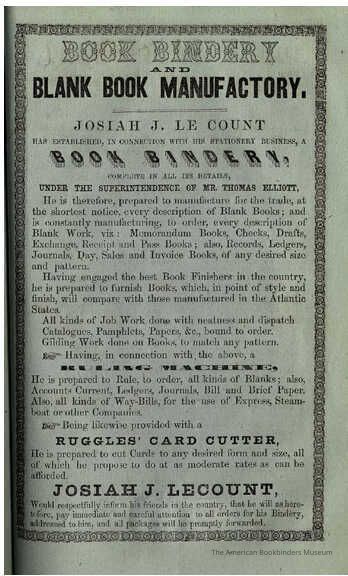 BOOK BINDERY
AND
BLANK BOOK MANUFACTORY.
JOSIAH J. LE COUNT
HAS ESTABLISHED, IN CONNECTION WITH HIS STATIONERY BUSINESS, A
BOOK BINDERY,
COMPLETE IN ALL ITS DETAILS,
UNDER THE SUPERINTENDENCE OF MR. THOMAS ELLIOTT,
He is therefore, prepared to manufacture for the trade, at
the shortest notice, every description of Blank Books; and
is constantly manufacturing, to order, every description of
Blank Work, viz: Memorandum Books, Checks, Drafts,
Exchange, Receipt and Pass Books; also, Records, Ledgers,
Journals, Day, Sales and Invoice Books, of any desired size
and pattern.
Having engaged the best Book Finishers in the country,
he is prepared to furnish Books, which, in point of style and
finish, will compare with those manufactured in the Atlantic
States.
All kinds of Job Work done with neatness and dispatch
Catalogues, Pamphlets, Papers, &c., bound to order.
Gilding Work done on Books, to match any pattern.
☞ Having, in connection with the above, a
RULING MACHINE,
He is prepared to Rule, to order, all kinds of Blanks; also,
Accounts Current, Ledgers, Journals, Bill and Brief Paper.
Also, all kinds of Way-Bills, for the use of Express, Steam-
boat or other Companies.
☞ Being likewise provided with a
RUGGLES' CARD CUTTER,
He is prepared to cut Cards to any desired form and size, all
of which he propose to do at as moderate rates as can be
afforded.
JOSIAH J. LECOUNT,
Would respectfully inform his friends in the country, that he will as here-
tofore, pay immediate and careful attention to all orders for his Bindery,
addressed to him, and all packages will be promptly forwarded.
The American Bookbinders Museum